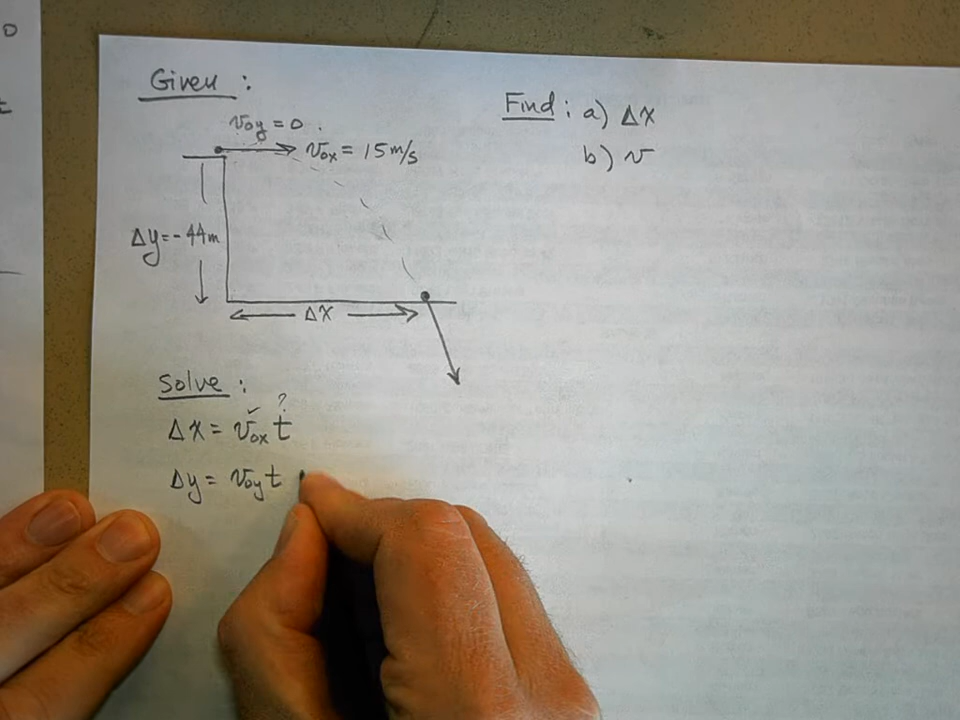 Given :
Find : a) Δx
b) v
v₀y = 0
v₀x = 15 m/s
Δy = - 44m
Δx
Solve :
?
✓
Δx = v₀x t
Δy = v₀y t